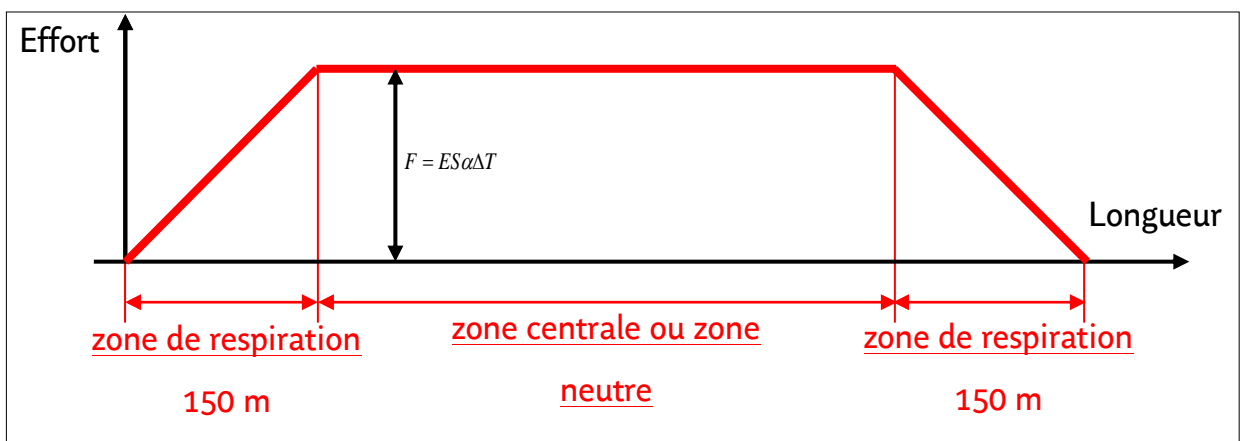 Effort
F = ESαΔT
Longueur
zone de respiration
150 m
zone centrale ou zone
neutre
zone de respiration
150 m